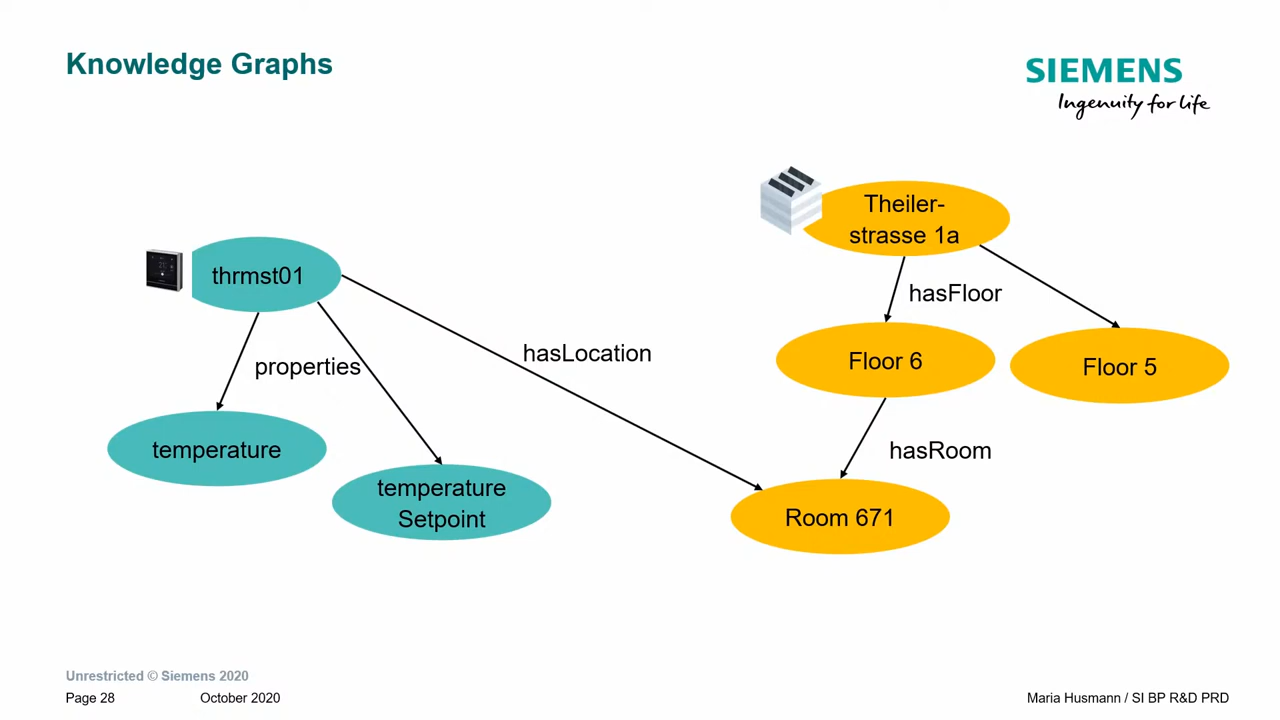 Knowledge Graphs
SIEMENS
Ingenuity for life
Theiler-
strasse 1a
thrmst01
hasFloor
hasLocation
properties
Floor 6
Floor 5
temperature
hasRoom
temperature
Setpoint
Room 671
Unrestricted © Siemens 2020
Page 28
October 2020
Maria Husmann / SI BP R&D PRD